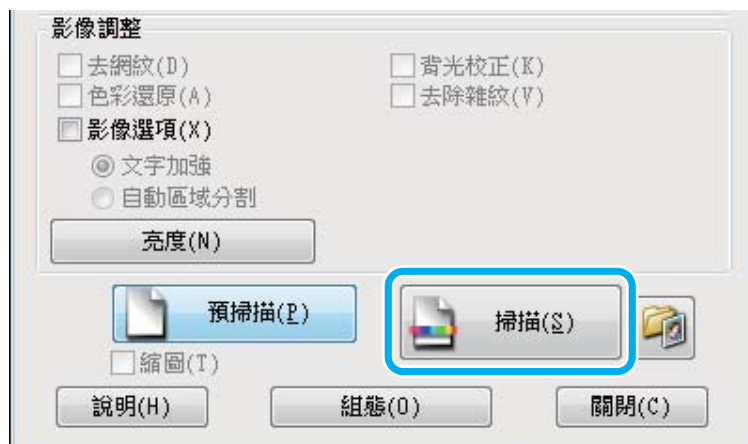 影像調整
去網紋(D) 背光校正(K)
色彩還原(A) 去除雜紋(V)
影像選項(X)
文字加強
自動區域分割
亮度(N)
預掃描(P) 掃描(S)
縮圖(T)
說明(H) 組態(O) 關閉(C)